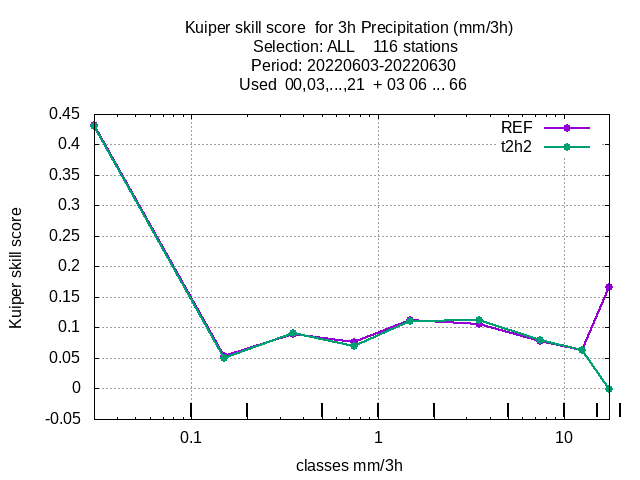 Kuiper skill score  for 3h Precipitation (mm/3h)
Selection: ALL    116 stations
Period: 20220603-20220630
Used  00,03,...,21  + 03 06 ... 66
REF
t2h2
0.45
0.4
0.35
0.3
0.25
0.2
0.15
0.1
0.05
0
-0.05
Kuiper skill score
0.1 1 10
classes mm/3h